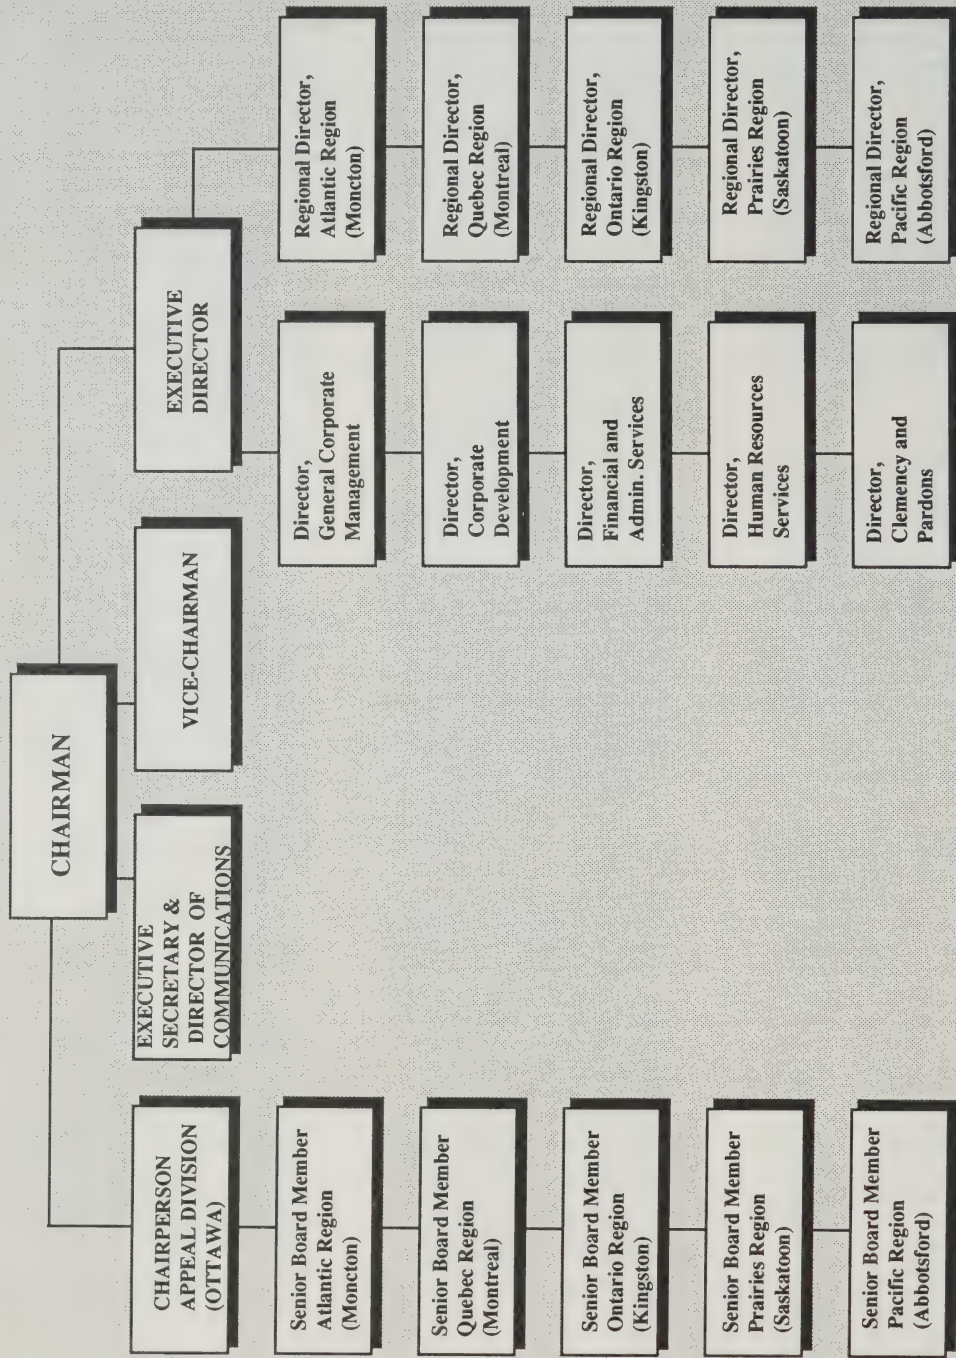 CHAIRMAN
CHAIRPERSON
APPEAL DIVISION
(OTTAWA)
EXECUTIVE
SECRETARY &
DIRECTOR OF
COMMUNICATIONS
VICE-CHAIRMAN
EXECUTIVE
DIRECTOR
Senior Board Member
Atlantic Region
(Moncton)
Senior Board Member
Quebec Region
(Montreal)
Senior Board Member
Ontario Region
(Kingston)
Senior Board Member
Prairies Region
(Saskatoon)
Senior Board Member
Pacific Region
(Abbotsford)
Director,
General Corporate
Management
Director,
Corporate
Development
Director,
Financial and
Admin. Services
Director,
Human Resources
Services
Director,
Clemency and
Pardons
Regional Director,
Atlantic Region
(Moncton)
Regional Director,
Quebec Region
(Montreal)
Regional Director,
Ontario Region
(Kingston)
Regional Director,
Prairies Region
(Saskatoon)
Regional Director,
Pacific Region
(Abbotsford)